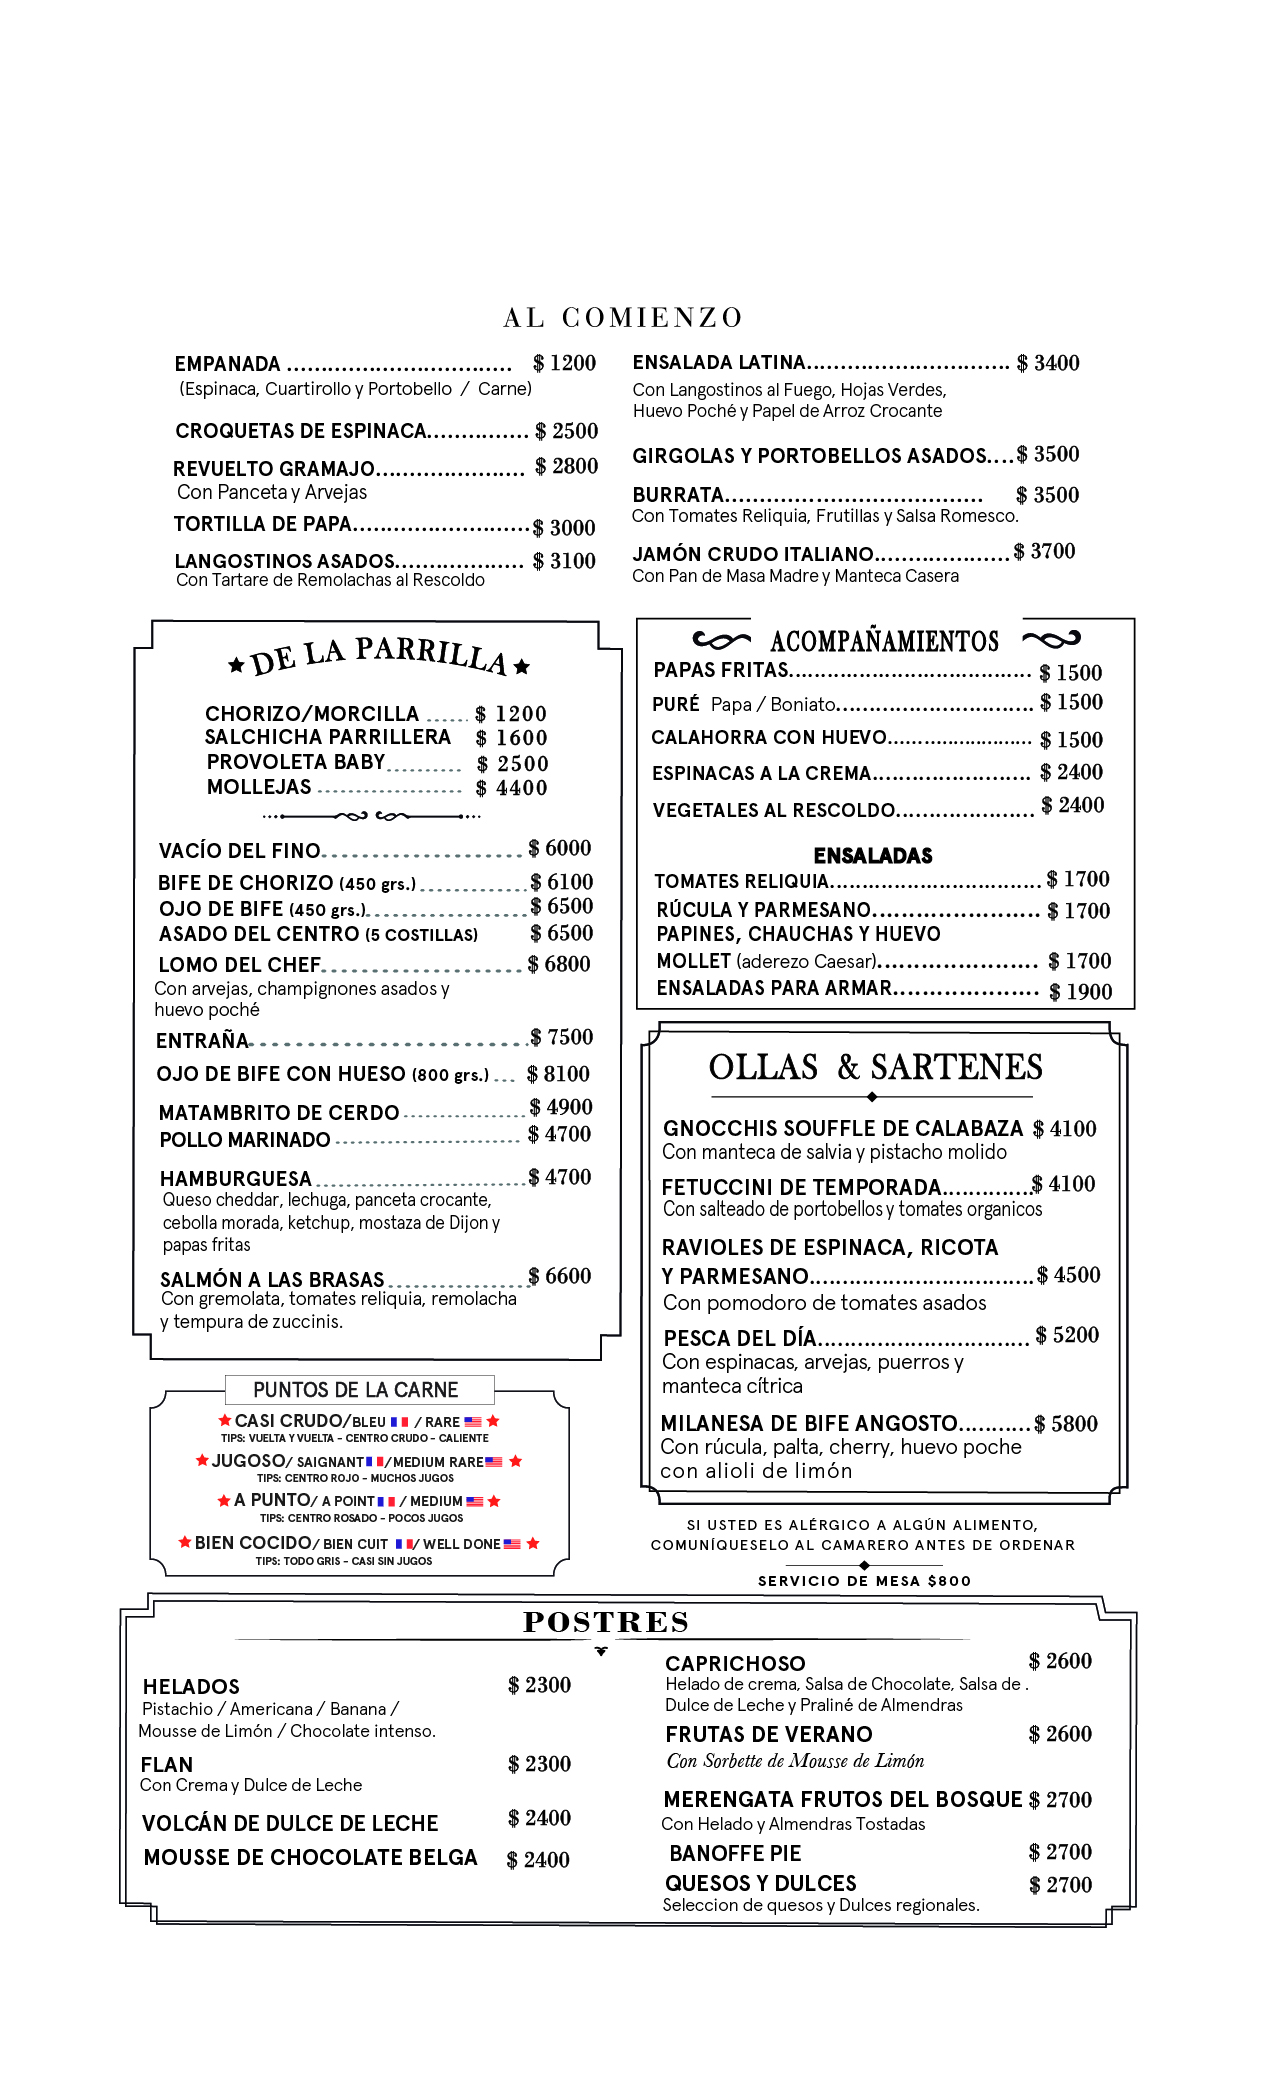 AL COMIENZO
EMPANADA ................................ $ 1200
(Espinaca, Cuartirollo y Portobello / Carne)
CROQUETAS DE ESPINACA............... $ 2500
REVUELTO GRAMAJO...................... $ 2800
Con Panceta y Arvejas
TORTILLA DE PAPA.......................... $ 3000
LANGOSTINOS ASADOS................... $ 3100
Con Tartare de Remolachas al Rescoldo
ENSALADA LATINA............................. $ 3400
Con Langostinos al Fuego, Hojas Verdes,
Huevo Poché y Papel de Arroz Crocante
GIRGOLAS Y PORTOBELLOS ASADOS....$ 3500
BURRATA..................................... $ 3500
Con Tomates Reliquia, Frutillas y Salsa Romesco.
JAMÓN CRUDO ITALIANO....................$ 3700
Con Pan de Masa Madre y Manteca Casera
DE LA PARRILLA
CHORIZO/MORCILLA ...... $ 1200
SALCHICHA PARRILLERA $ 1600
PROVOLETA BABY........... $ 2500
MOLLEJAS ..................... $ 4400
VACÍO DEL FINO........................ $ 6000
BIFE DE CHORIZO (450 grs.) ............. $ 6100
OJO DE BIFE (450 grs.).................... $ 6500
ASADO DEL CENTRO (5 COSTILLAS) $ 6500
LOMO DEL CHEF........................ $ 6800
Con arvejas, champignones asados y
huevo poché
ENTRAÑA........................... $ 7500
OJO DE BIFE CON HUESO (800 grs.) ... $ 8100
MATAMBRITO DE CERDO ................. $ 4900
POLLO MARINADO ......................... $ 4700
HAMBURGUESA ............................. $ 4700
Queso cheddar, lechuga, panceta crocante,
cebolla morada, ketchup, mostaza de Dijon y
papas fritas
SALMÓN A LAS BRASAS ................. $ 6600
Con gremolata, tomates reliquia, remolacha
y tempura de zuccinis.
ACOMPAÑAMIENTOS
PAPAS FRITAS................................... $ 1500
PURÉ Papa / Boniato............................ $ 1500
CALAHORRA CON HUEVO........................ $ 1500
ESPINACAS A LA CREMA....................... $ 2400
VEGETALES AL RESCOLDO.................... $ 2400
ENSALADAS
TOMATES RELIQUIA............................... $ 1700
RÚCULA Y PARMESANO........................ $ 1700
PAPINES, CHAUCHAS Y HUEVO
MOLLET (aderezo Caesar)....................... $ 1700
ENSALADAS PARA ARMAR..................... $ 1900
OLLAS & SARTENES
GNOCCHIS SOUFFLE DE CALABAZA $ 4100
Con manteca de salvia y pistacho molido
FETUCCINI DE TEMPORADA.............$ 4100
Con salteado de portobellos y tomates organicos
RAVIOLES DE ESPINACA, RICOTA
Y PARMESANO................................$ 4500
Con pomodoro de tomates asados
PESCA DEL DÍA.............................. $ 5200
Con espinacas, arvejas, puerros y
manteca cítrica
MILANESA DE BIFE ANGOSTO..........$ 5800
Con rúcula, palta, cherry, huevo poche
con alioli de limón
PUNTOS DE LA CARNE
CASI CRUDO/BLEU / RARE
TIPS: VUELTA Y VUELTA - CENTRO CRUDO - CALIENTE
JUGOSO/ SAIGNANT /MEDIUM RARE
TIPS: CENTRO ROJO - MUCHOS JUGOS
A PUNTO/ A POINT / MEDIUM
TIPS: CENTRO ROSADO - POCOS JUGOS
BIEN COCIDO/ BIEN CUIT / WELL DONE
TIPS: TODO GRIS - CASI SIN JUGOS
SI USTED ES ALÉRGICO A ALGÚN ALIMENTO,
COMUNÍQUESELO AL CAMARERO ANTES DE ORDENAR
SERVICIO DE MESA $800
POSTRES
HELADOS $ 2300
Pistachio / Americana / Banana /
Mousse de Limón / Chocolate intenso.
FLAN $ 2300
Con Crema y Dulce de Leche
VOLCÁN DE DULCE DE LECHE $ 2400
MOUSSE DE CHOCOLATE BELGA $ 2400
CAPRICHOSO $ 2600
Helado de crema, Salsa de Chocolate, Salsa de .
Dulce de Leche y Praliné de Almendras
FRUTAS DE VERANO $ 2600
Con Sorbette de Mousse de Limón
MERENGATA FRUTOS DEL BOSQUE $ 2700
Con Helado y Almendras Tostadas
BANOFFE PIE $ 2700
QUESOS Y DULCES $ 2700
Seleccion de quesos y Dulces regionales.